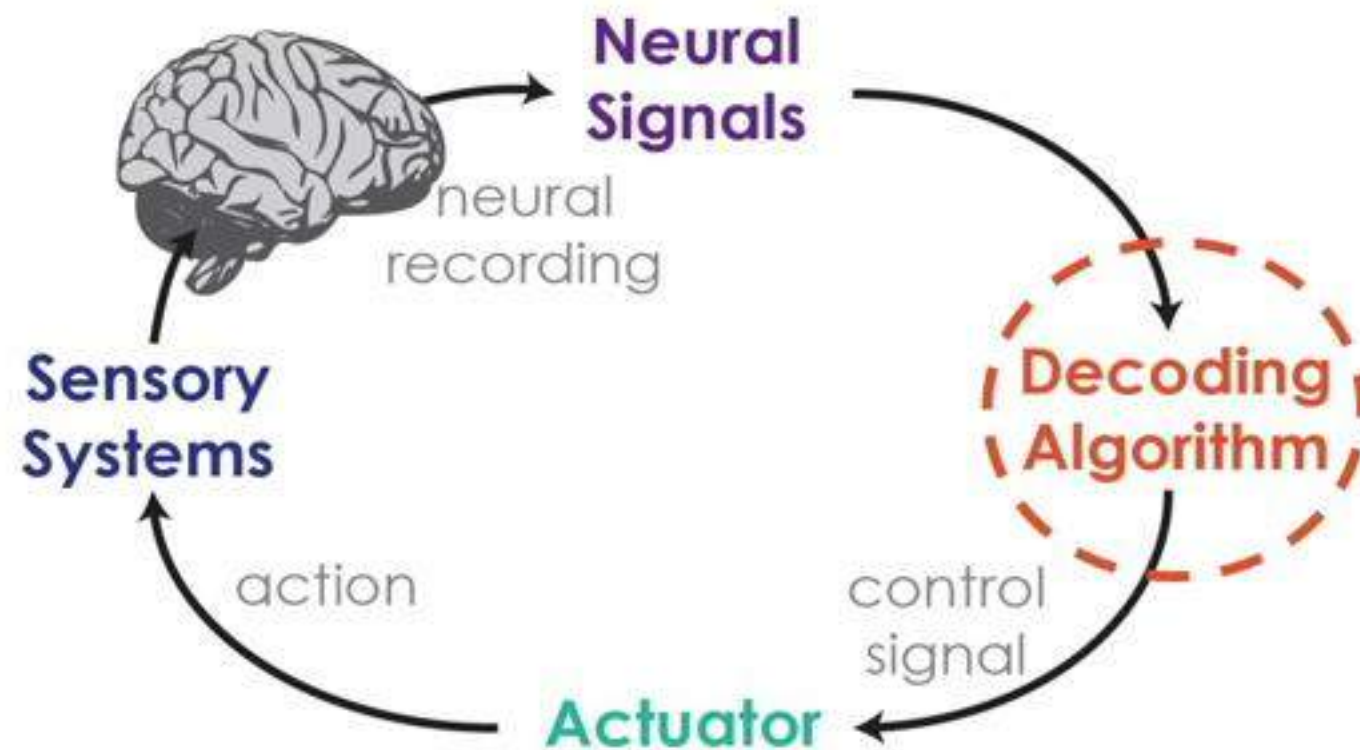 Neural
Signals
neural
recording
Decoding
Algorithm
control
signal
Actuator
action
Sensory
Systems